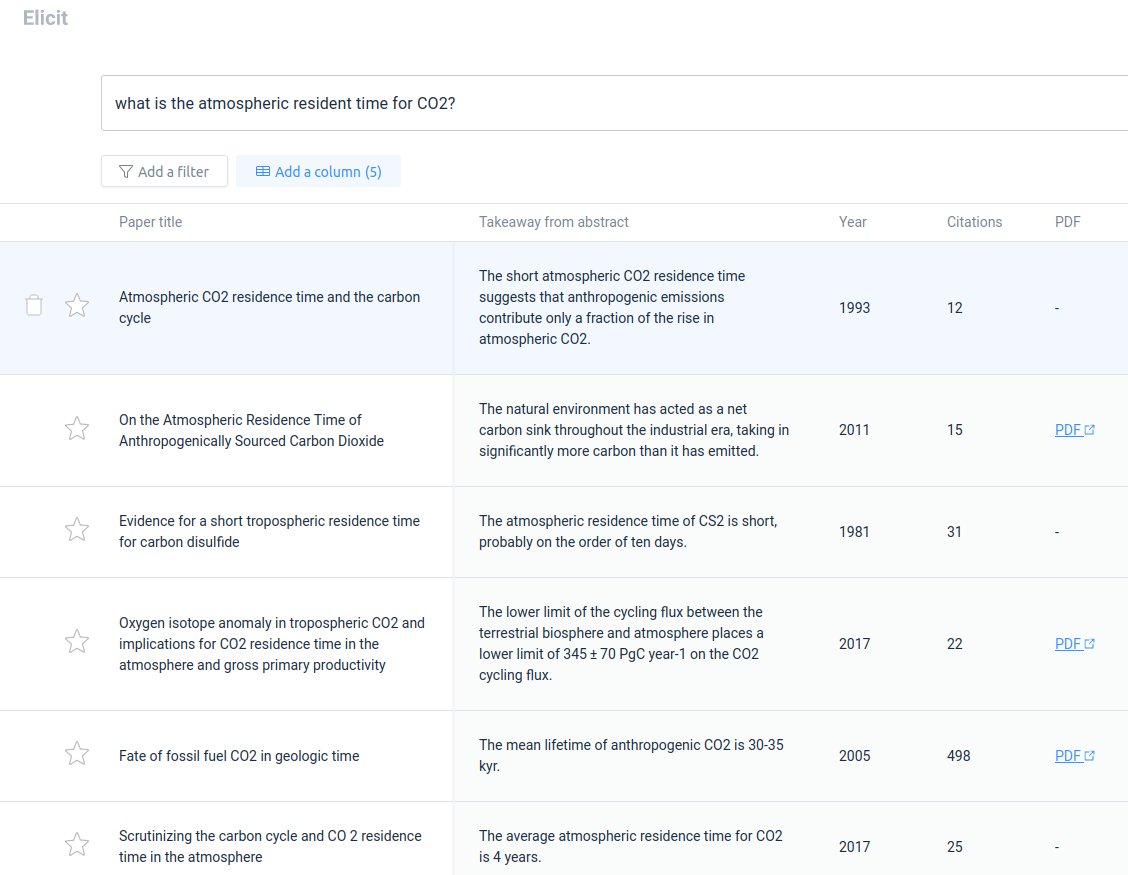 Elicit
what is the atmospheric resident time for CO2?
Add a filter
Add a column (5)
Paper title Takeaway from abstract Year Citations PDF
Atmospheric CO2 residence time and the carbon
cycle
The short atmospheric CO2 residence time
suggests that anthropogenic emissions
contribute only a fraction of the rise in
atmospheric CO2.
1993 12 -
On the Atmospheric Residence Time of
Anthropogenically Sourced Carbon Dioxide
The natural environment has acted as a net
carbon sink throughout the industrial era, taking in
significantly more carbon than it has emitted.
2011 15 PDF
Evidence for a short tropospheric residence time
for carbon disulfide
The atmospheric residence time of CS2 is short,
probably on the order of ten days.
1981 31 -
Oxygen isotope anomaly in tropospheric CO2 and
implications for CO2 residence time in the
atmosphere and gross primary productivity
The lower limit of the cycling flux between the
terrestrial biosphere and atmosphere places a
lower limit of 345 ± 70 PgC year-1 on the CO2
cycling flux.
2017 22 PDF
Fate of fossil fuel CO2 in geologic time
The mean lifetime of anthropogenic CO2 is 30-35
kyr.
2005 498 PDF
Scrutinizing the carbon cycle and CO 2 residence
time in the atmosphere
The average atmospheric residence time for CO2
is 4 years.
2017 25 -